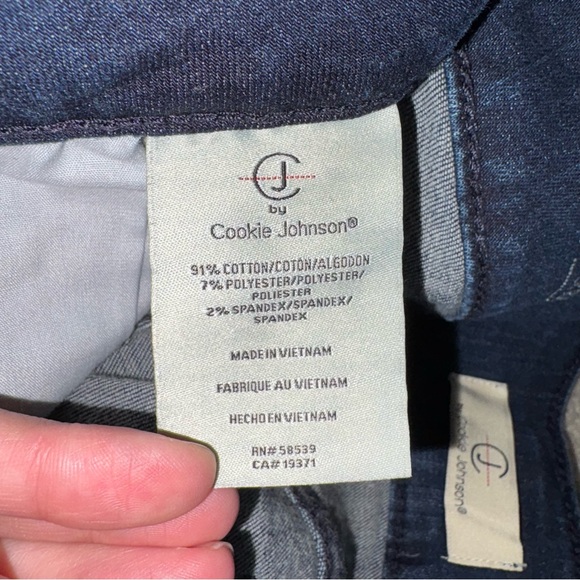 CJ
by
Cookie Johnson®
91% COTTON/COTON/ALGODON
7% POLYESTER/POLYESTER/
POLIESTER
2% SPANDEX/SPANDEX/
SPANDEX
MADE IN VIETNAM
FABRIQUE AU VIETNAM
HECHO EN VIETNAM
RN# 58539
CA# 19371
CJ
by Cookie Johnson®